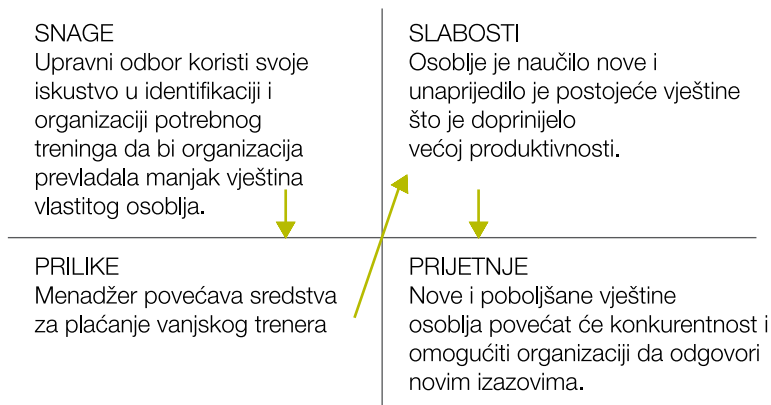 SNAGE
Upravni odbor koristi svoje
iskustvo u identifikaciji i
organizaciji potrebnog
treninga da bi organizacija
prevladala manjak vještina
vlastitog osoblja.
SLABOSTI
Osoblje je naučilo nove i
unaprijedilo je postojeće vještine
što je doprinijelo
većoj produktivnosti.
PRILIKE
Menadžer povećava sredstva
za plaćanje vanjskog trenera
PRIJETNJE
Nove i poboljšane vještine
osoblja povećat će konkurentnost i
omogućiti organizaciji da odgovori
novim izazovima.